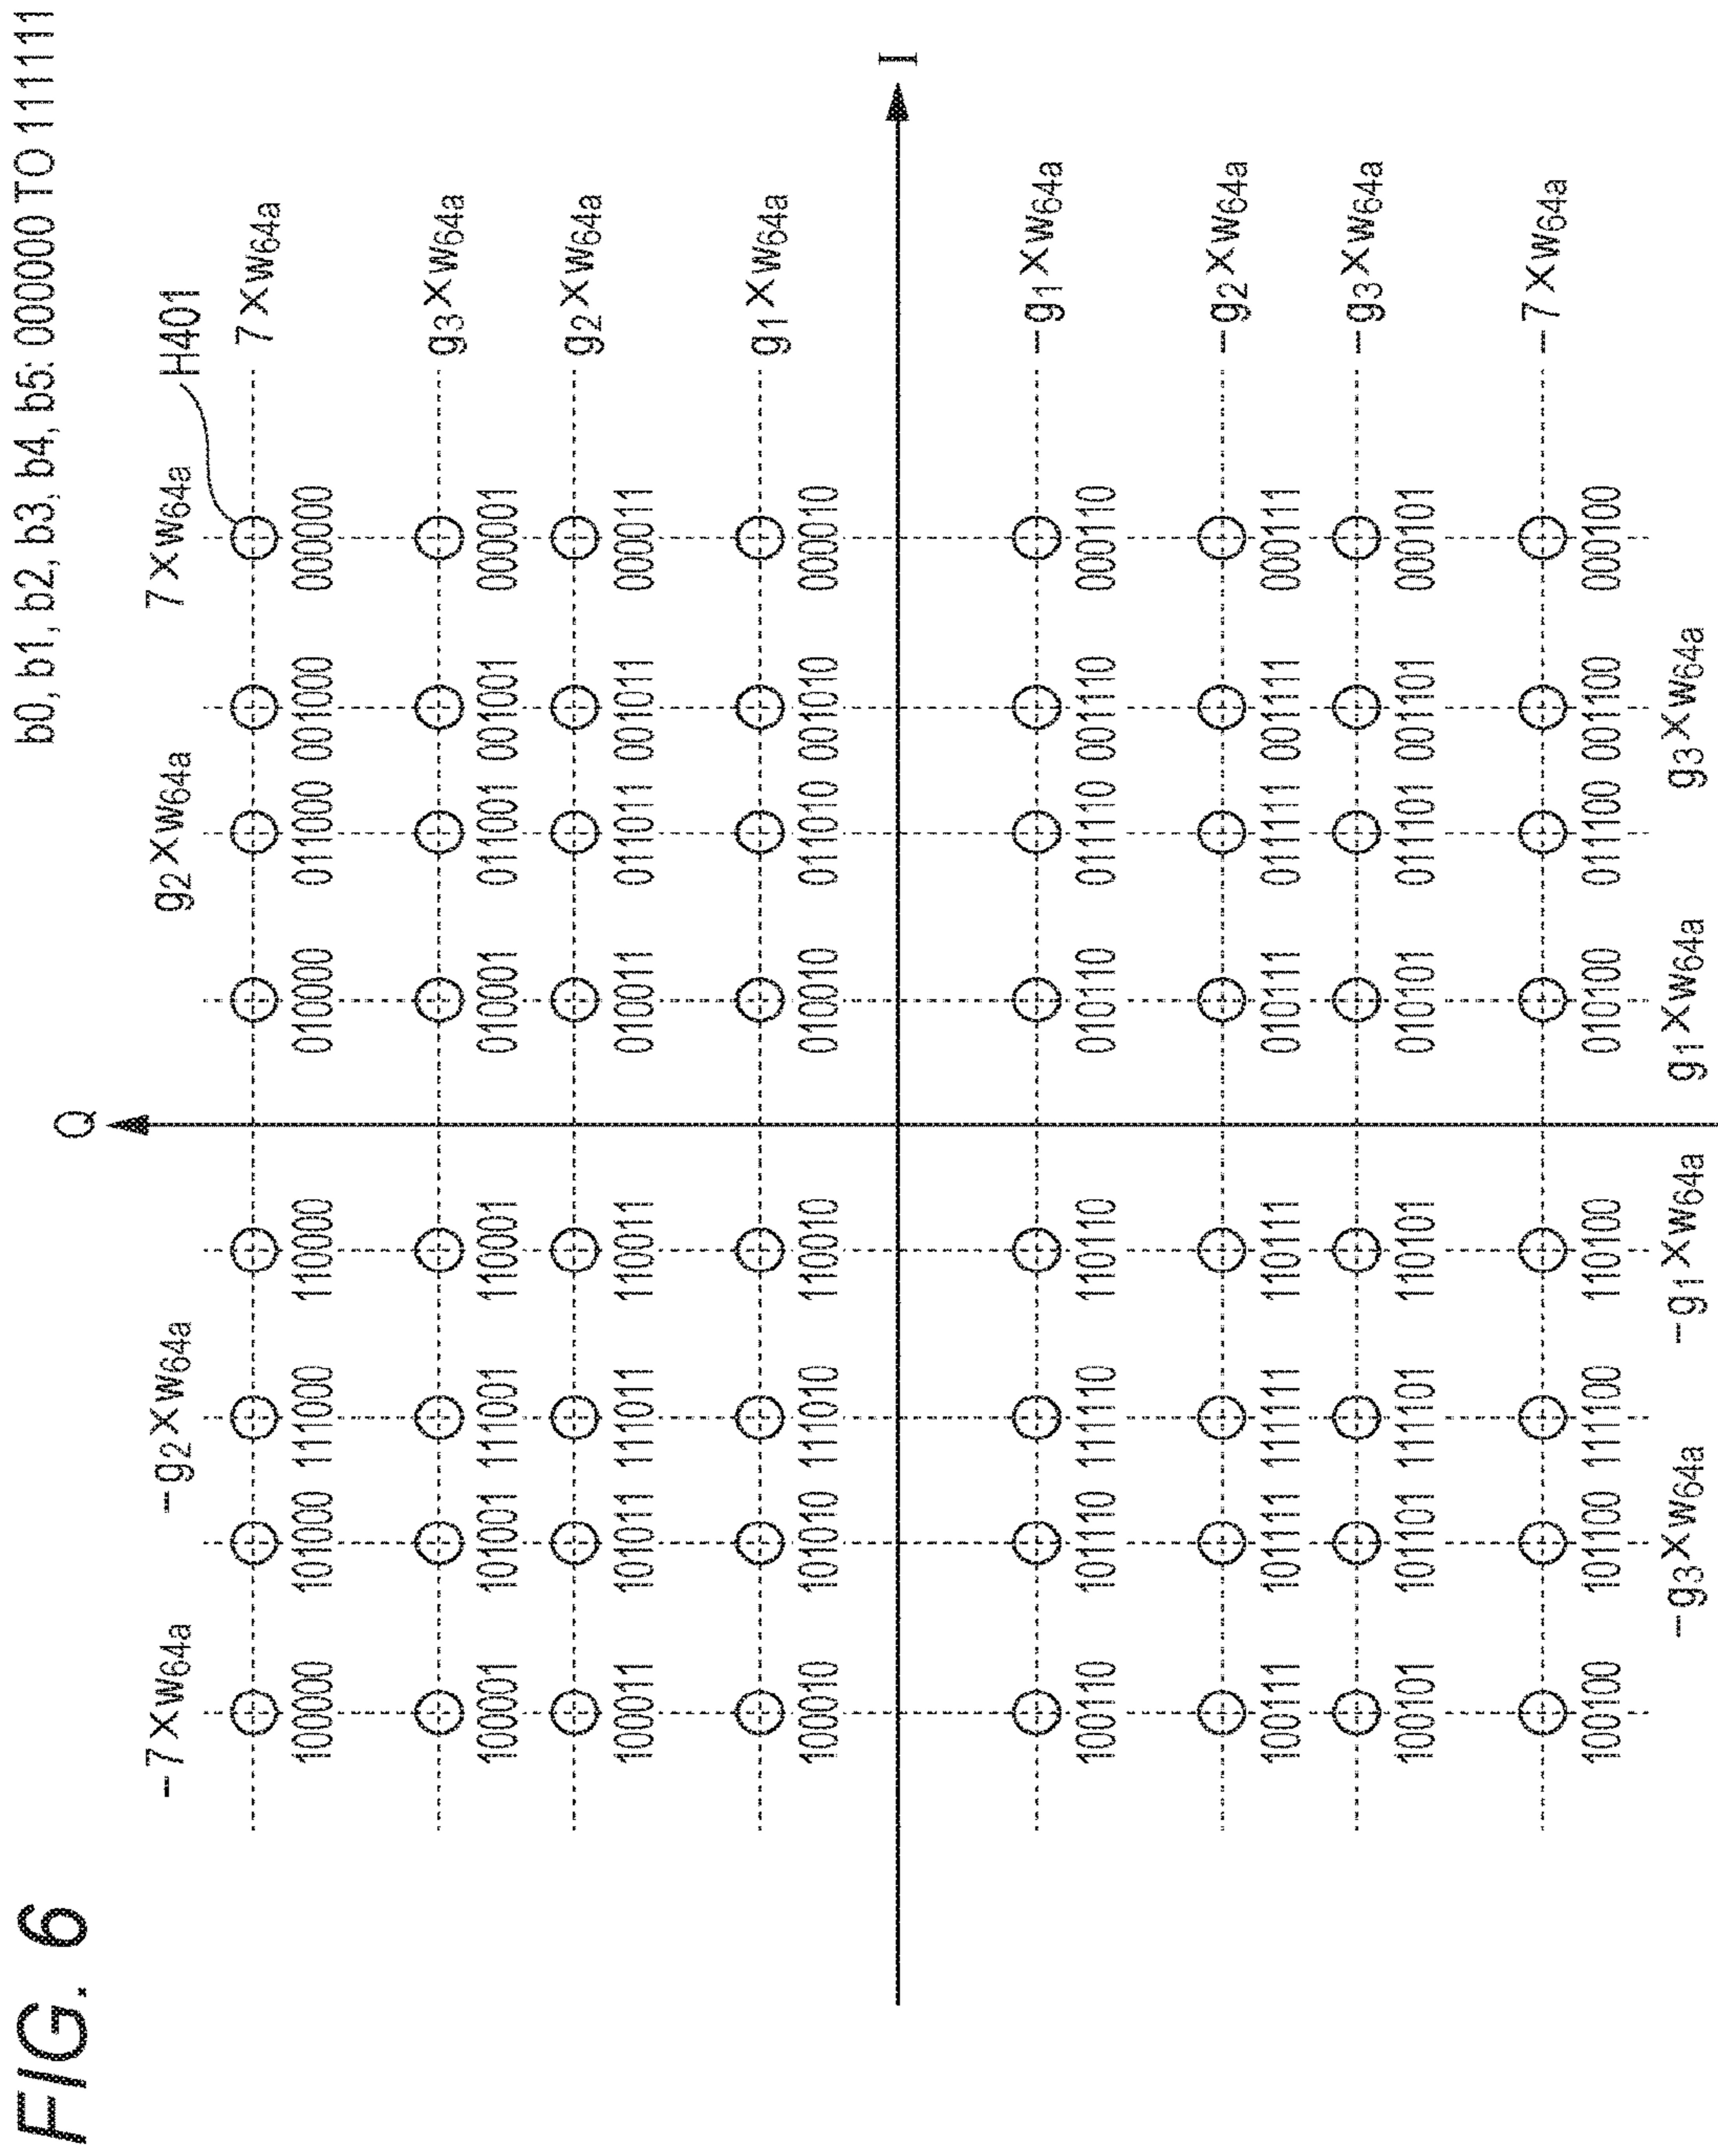 FIG. 6
b0, b1, b2, b3, b4, b5: 000000 TO 111111
Q
−7×w64a −g2×w64a g2×w64a 7×w64a H401
7×w64a
100000 101000 111000 110000 010000 011000 001000 000000
g3×w64a
100001 101001 111001 110001 010001 011001 001001 000001
g2×w64a
100011 101011 111011 110011 010011 011011 001011 000011
g1×w64a
100010 101010 111010 110010 010010 011010 001010 000010
I
−g1×w64a
100110 101110 111110 110110 010110 011110 001110 000110
−g2×w64a
100111 101111 111111 110111 010111 011111 001111 000111
−g3×w64a
100101 101101 111101 110101 010101 011101 001101 000101
−7×w64a
100100 101100 111100 110100 010100 011100 001100 000100
−g3×w64a −g1×w64a g1×w64a g3×w64a